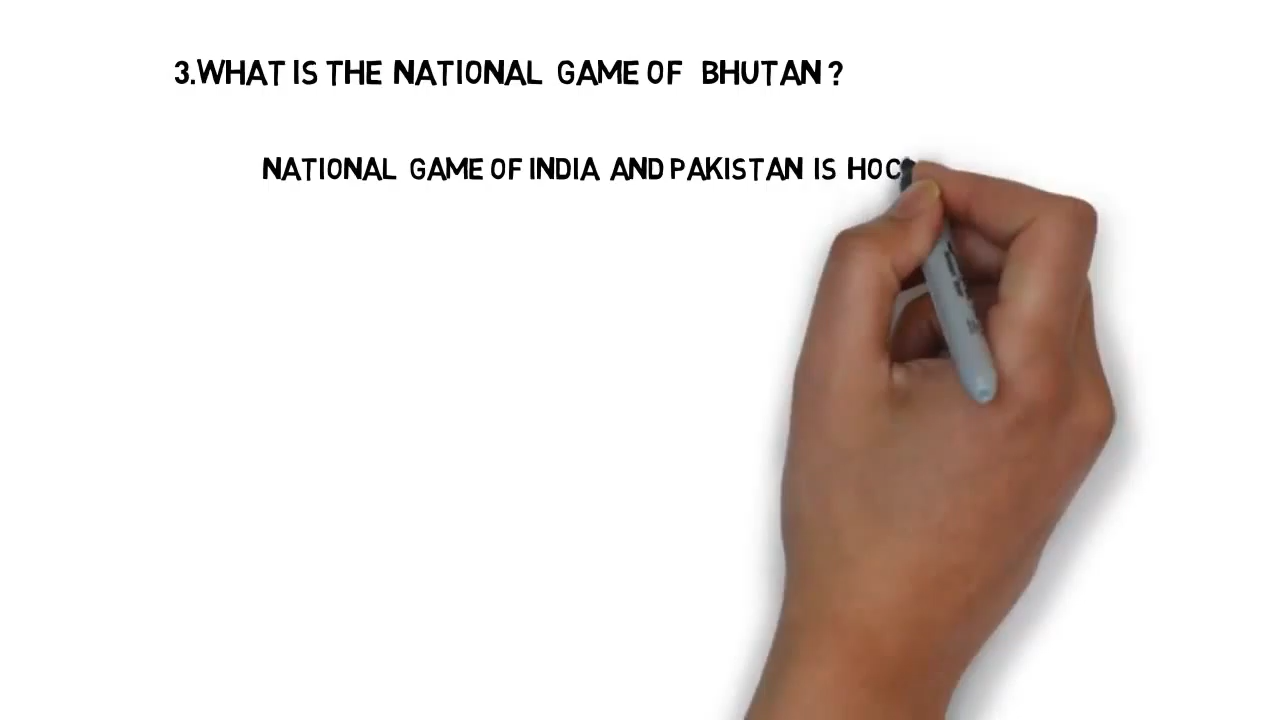 3.WHAT IS THE NATIONAL GAME OF BHUTAN ?
NATIONAL GAME OF INDIA AND PAKISTAN IS HOC